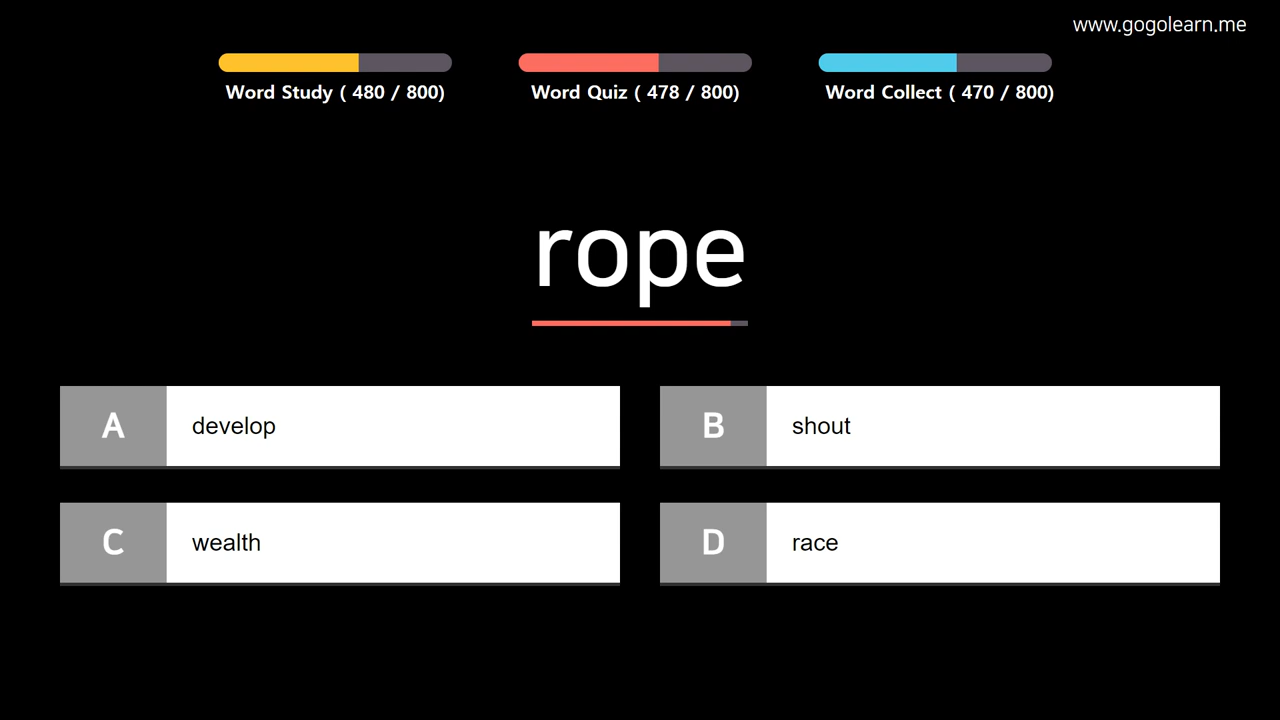 www.gogolearn.me
Word Study ( 480 / 800)
Word Quiz ( 478 / 800)
Word Collect ( 470 / 800)
rope
A develop
B shout
C wealth
D race